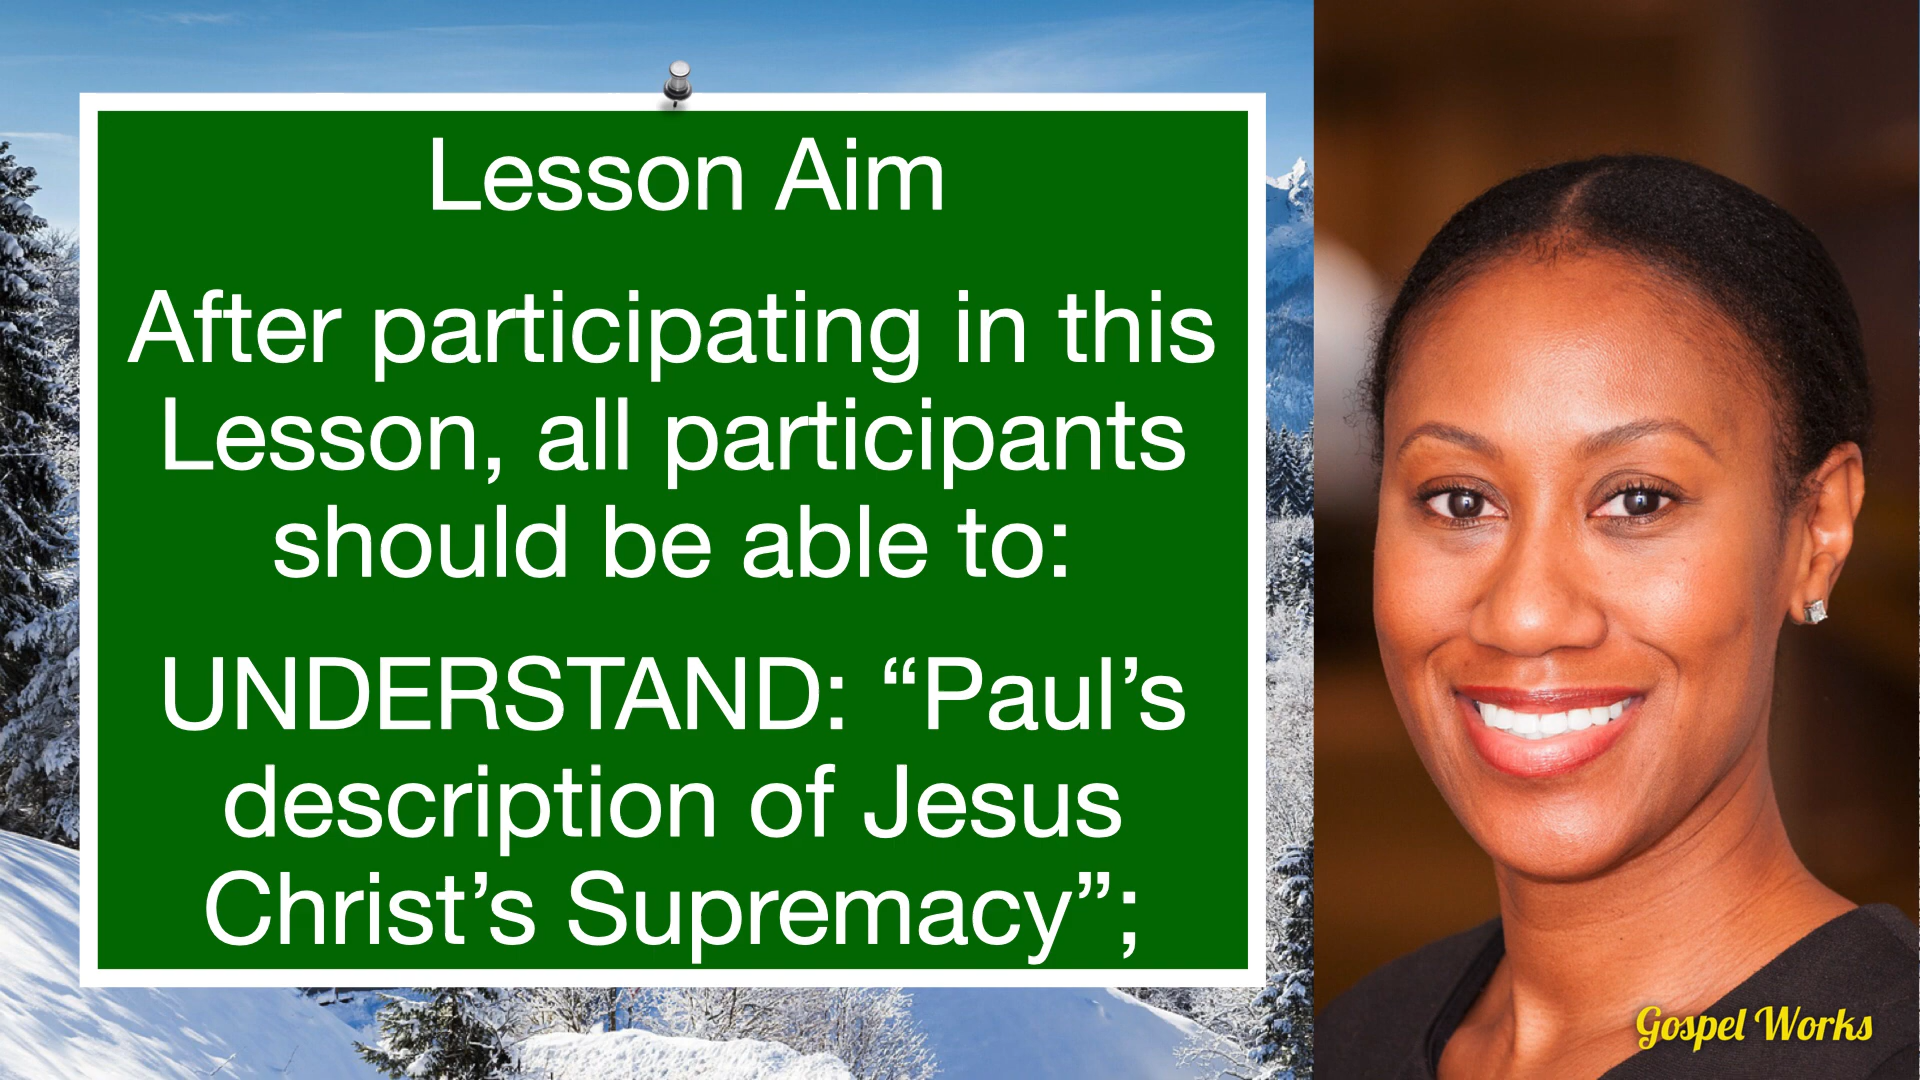 Lesson Aim
After participating in this
Lesson, all participants
should be able to:
UNDERSTAND: “Paul’s
description of Jesus
Christ’s Supremacy”;
Gospel Works